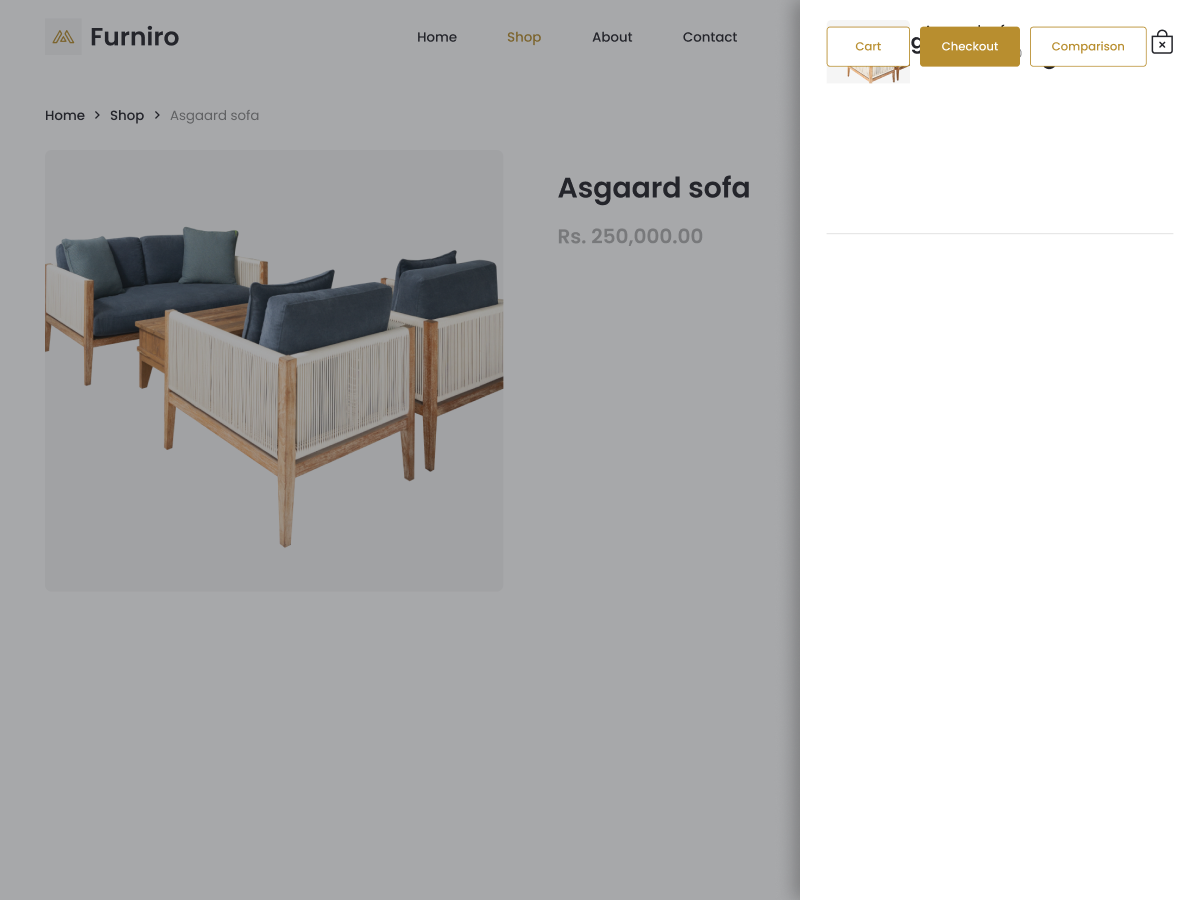 Furniro
Home
Shop
About
Contact
Home > Shop > Asgaard sofa
Asgaard sofa
Rs. 250,000.00
Cart
Checkout
Comparison